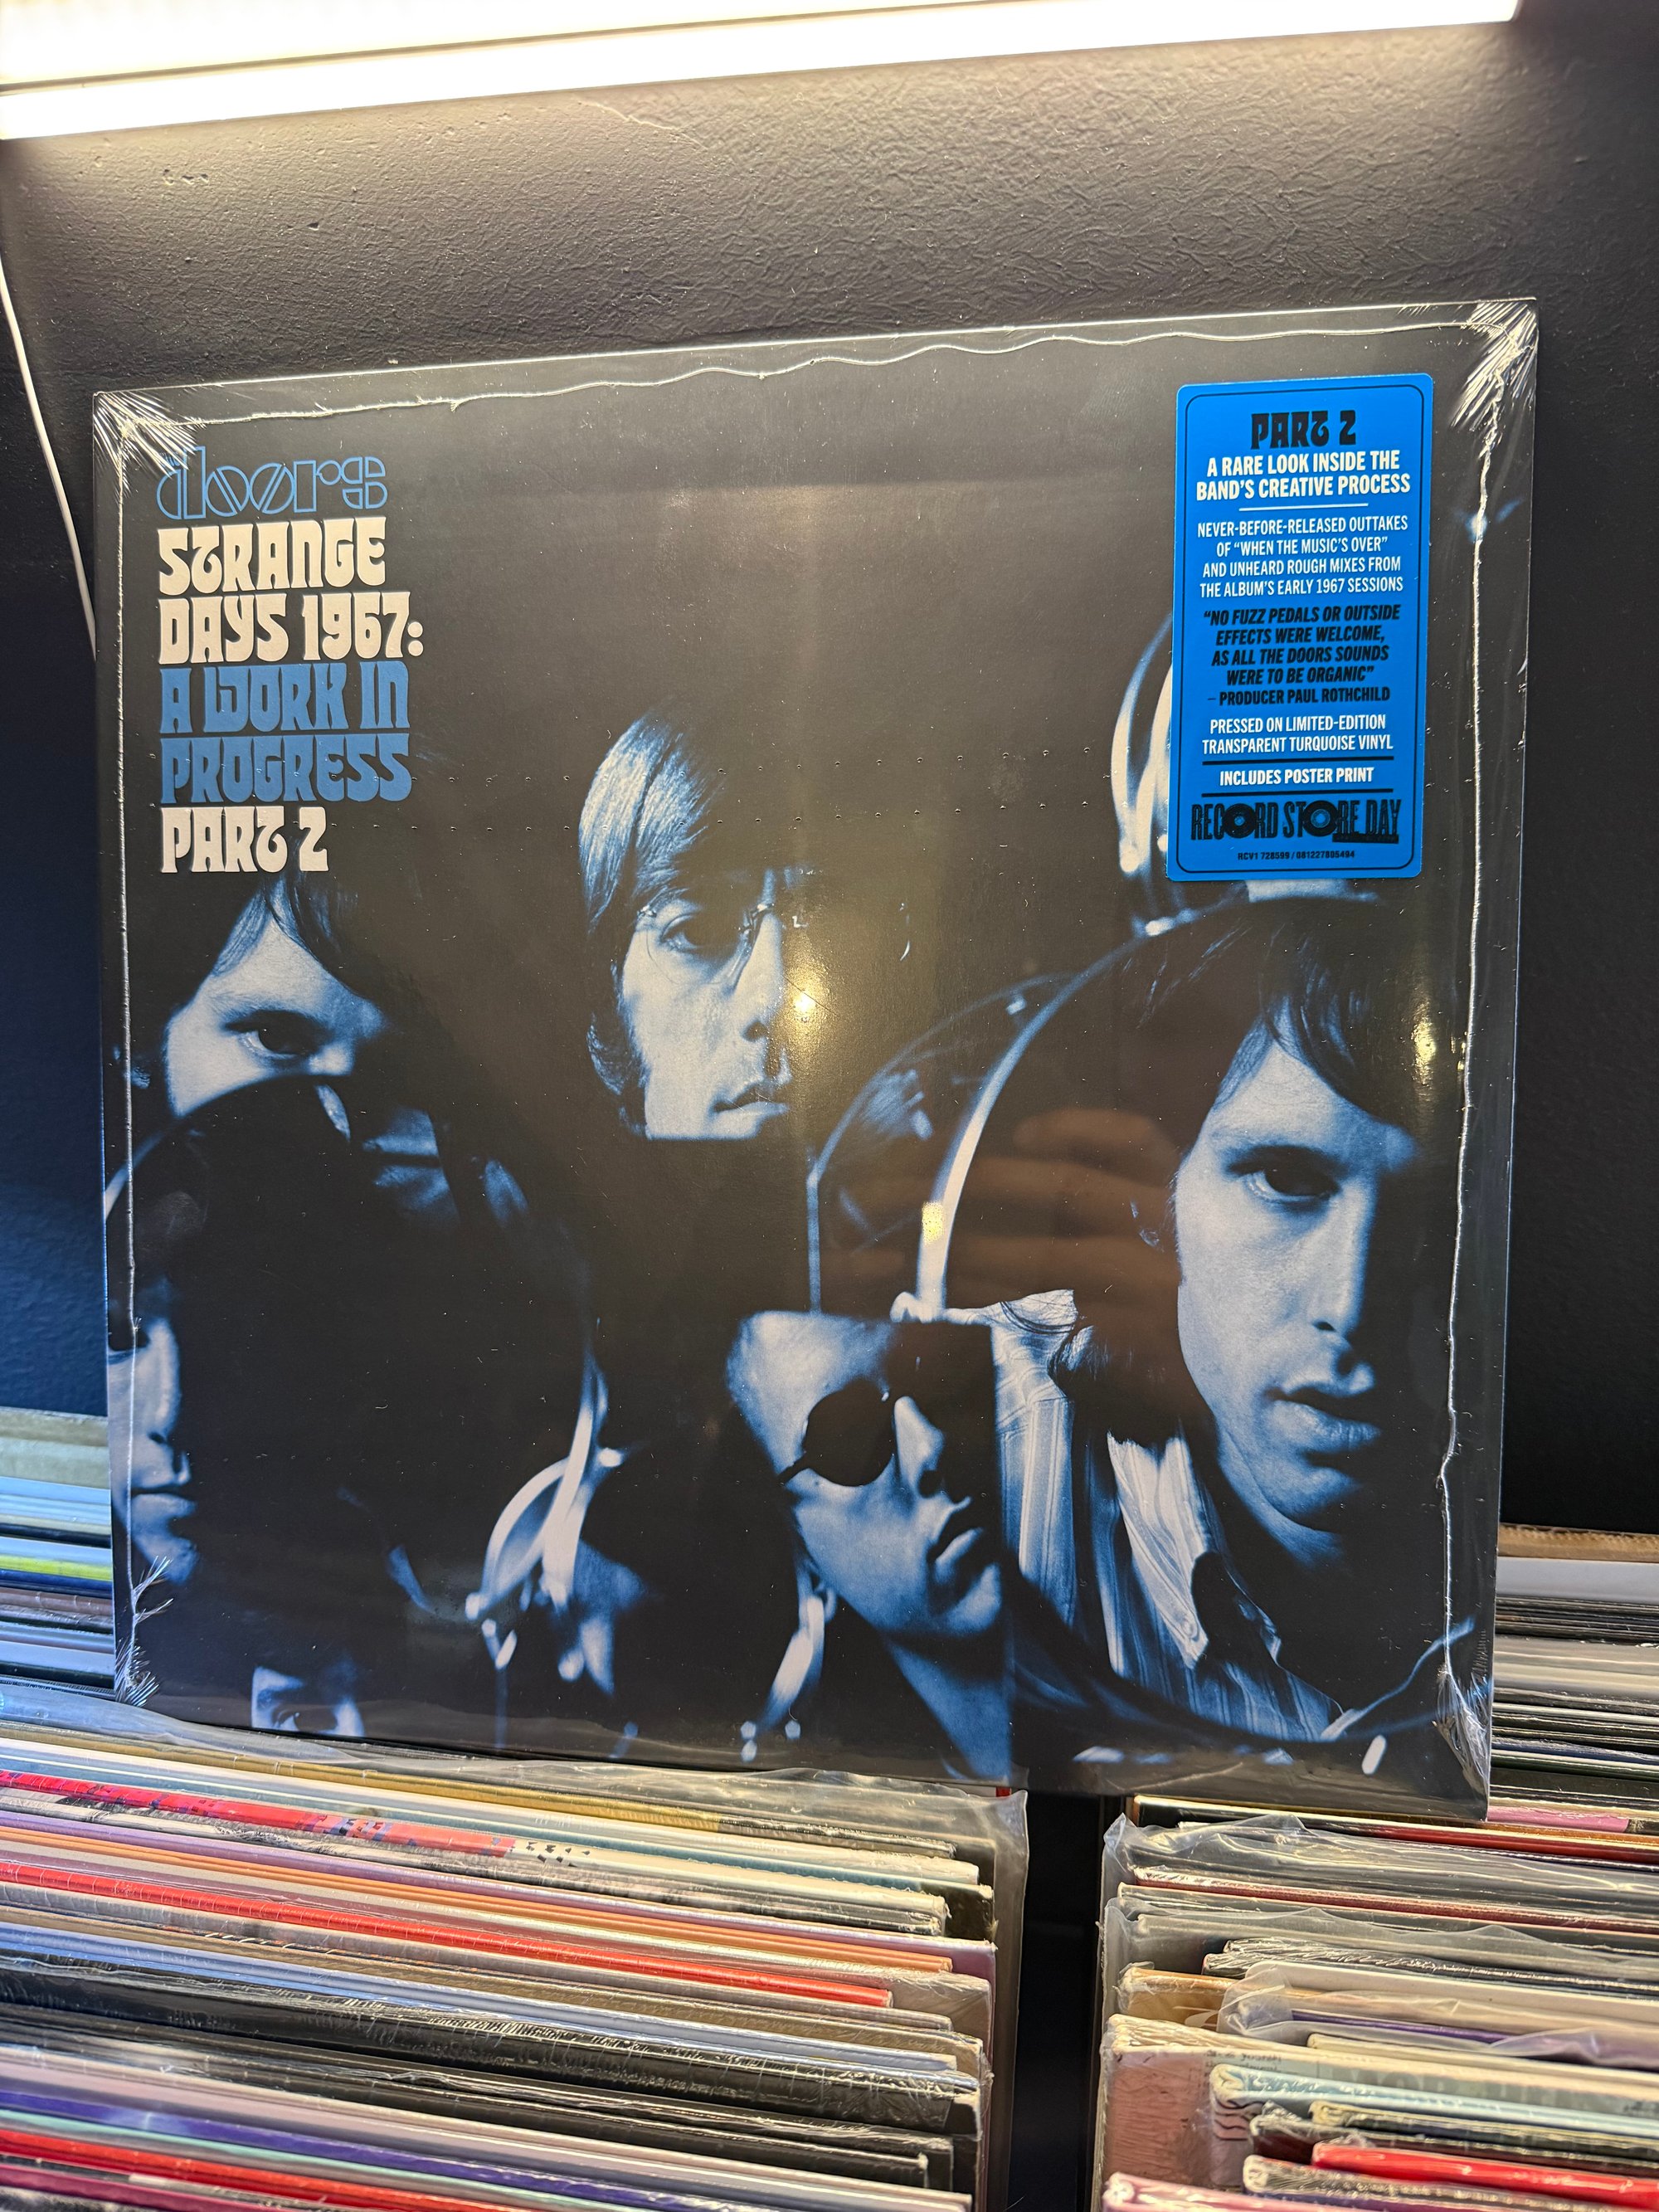 doors
STRANGE
DAYS 1967:
A WORK IN
PROGRESS
PART 2
PART 2
A RARE LOOK INSIDE THE
BAND'S CREATIVE PROCESS
NEVER-BEFORE-RELEASED OUTTAKES
OF “WHEN THE MUSIC'S OVER”
AND UNHEARD ROUGH MIXES FROM
THE ALBUM'S EARLY 1967 SESSIONS
“NO FUZZ PEDALS OR OUTSIDE
EFFECTS WERE WELCOME,
AS ALL THE DOORS SOUNDS
WERE TO BE ORGANIC”
– PRODUCER PAUL ROTHCHILD
PRESSED ON LIMITED-EDITION
TRANSPARENT TURQUOISE VINYL
INCLUDES POSTER PRINT
RECORD STORE DAY
RCV1 728599 / 081227805494